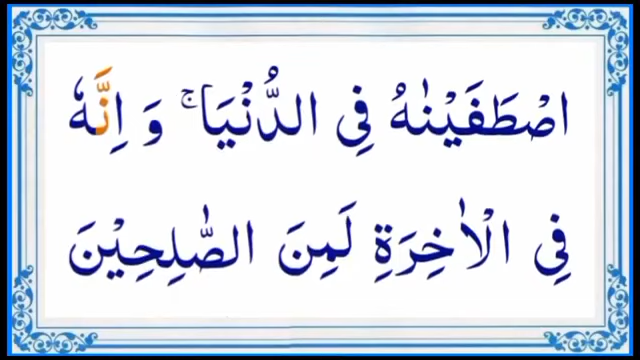 اصْطَفَيْنٰهُ فِى الدُّنْيَا ۚ وَ اِنَّهٗ
فِى الْاٰخِرَةِ لَمِنَ الصّٰلِحِيْنَ